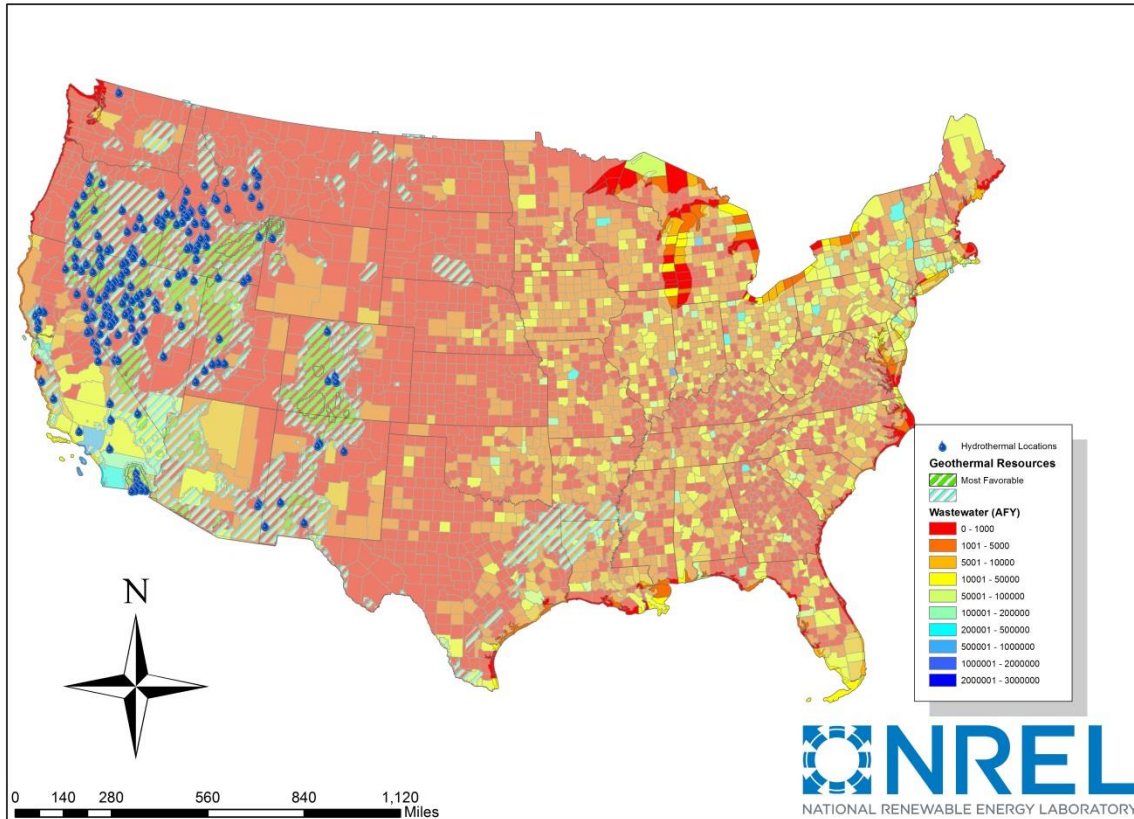 Hydrothermal Locations
Geothermal Resources
Most Favorable
Wastewater (AFY)
0 - 1000
1001 - 5000
5001 - 10000
10001 - 50000
50001 - 100000
100001 - 200000
200001 - 500000
500001 - 1000000
1000001 - 2000000
2000001 - 3000000
N
0 140 280 560 840 1,120
Miles
NREL
NATIONAL RENEWABLE ENERGY LABORATORY